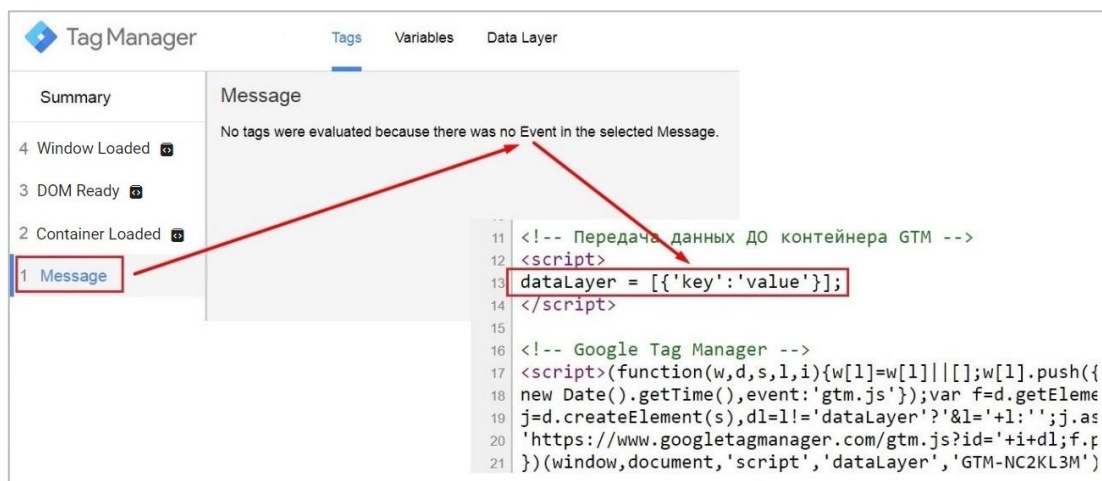 Tag Manager
Tags Variables Data Layer
Summary
Message
No tags were evaluated because there was no Event in the selected Message.
4 Window Loaded
3 DOM Ready
2 Container Loaded
1 Message
11 <!-- Передача данных ДО контейнера GTM -->
12 <script>
13 dataLayer = [{'key':'value'}];
14 </script>
15
16 <!-- Google Tag Manager -->
17 <script>(function(w,d,s,l,i){w[l]=w[l]||[];w[l].push({
18 new Date().getTime(),event:'gtm.js'});var f=d.getEleme
19 j=d.createElement(s),dl=l!='dataLayer'?'&l='+l:'';j.as
20 'https://www.googletagmanager.com/gtm.js?id='+i+dl;f.p
21 })(window,document,'script','dataLayer','GTM-NC2KL3M')